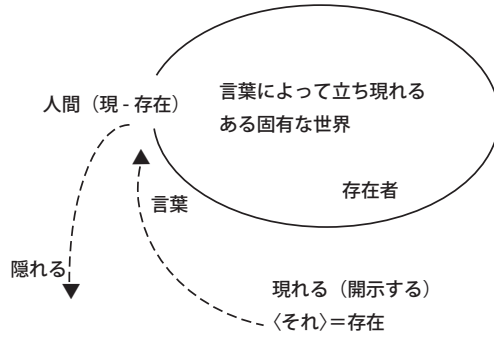 人間（現 - 存在）
言葉によって立ち現れる
ある固有な世界
存在者
言葉
隠れる
現れる（開示する）
〈それ〉＝存在